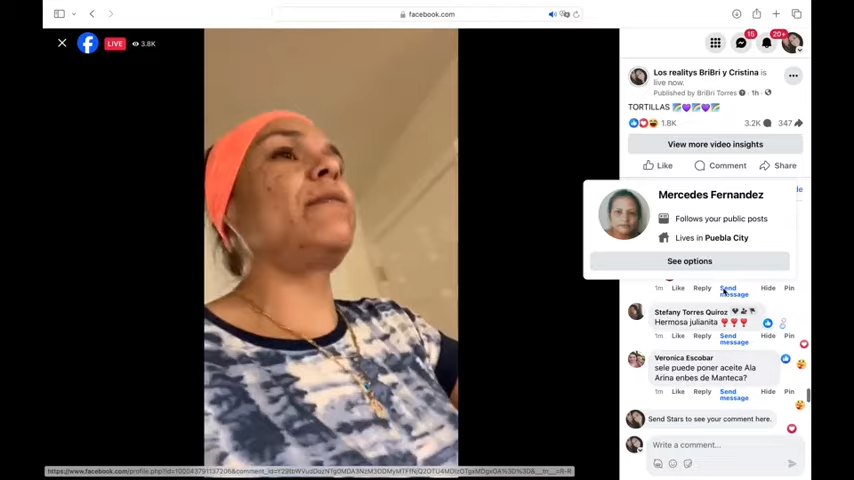 facebook.com
LIVE
3.8K
15
20+
Los realitys BriBri y Cristina is
live now.
Published by BriBri Torres
· 1h ·
TORTILLAS
1.8K
3.2K
347
View more video insights
Like
Comment
Share
Mercedes Fernandez
Follows your public posts
Lives in Puebla City
See options
1m Like Reply Send message Hide Pin
Stefany Torres Quiroz
Hermosa julianita
1m Like Reply Send message Hide Pin
Veronica Escobar
sele puede poner aceite Ala
Arina enbes de Manteca?
1m Like Reply Send message Hide Pin
Send Stars to see your comment here.
Write a comment...